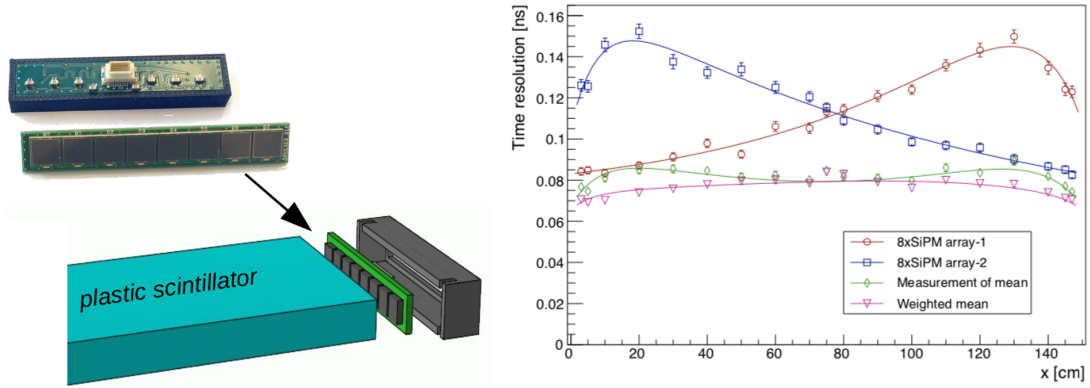 plastic scintillator
Time resolution [ns]
0.16
0.14
0.12
0.1
0.08
0.06
0.04
0.02
0
8xSiPM array-1
8xSiPM array-2
Measurement of mean
Weighted mean
0 20 40 60 80 100 120 140
x [cm]